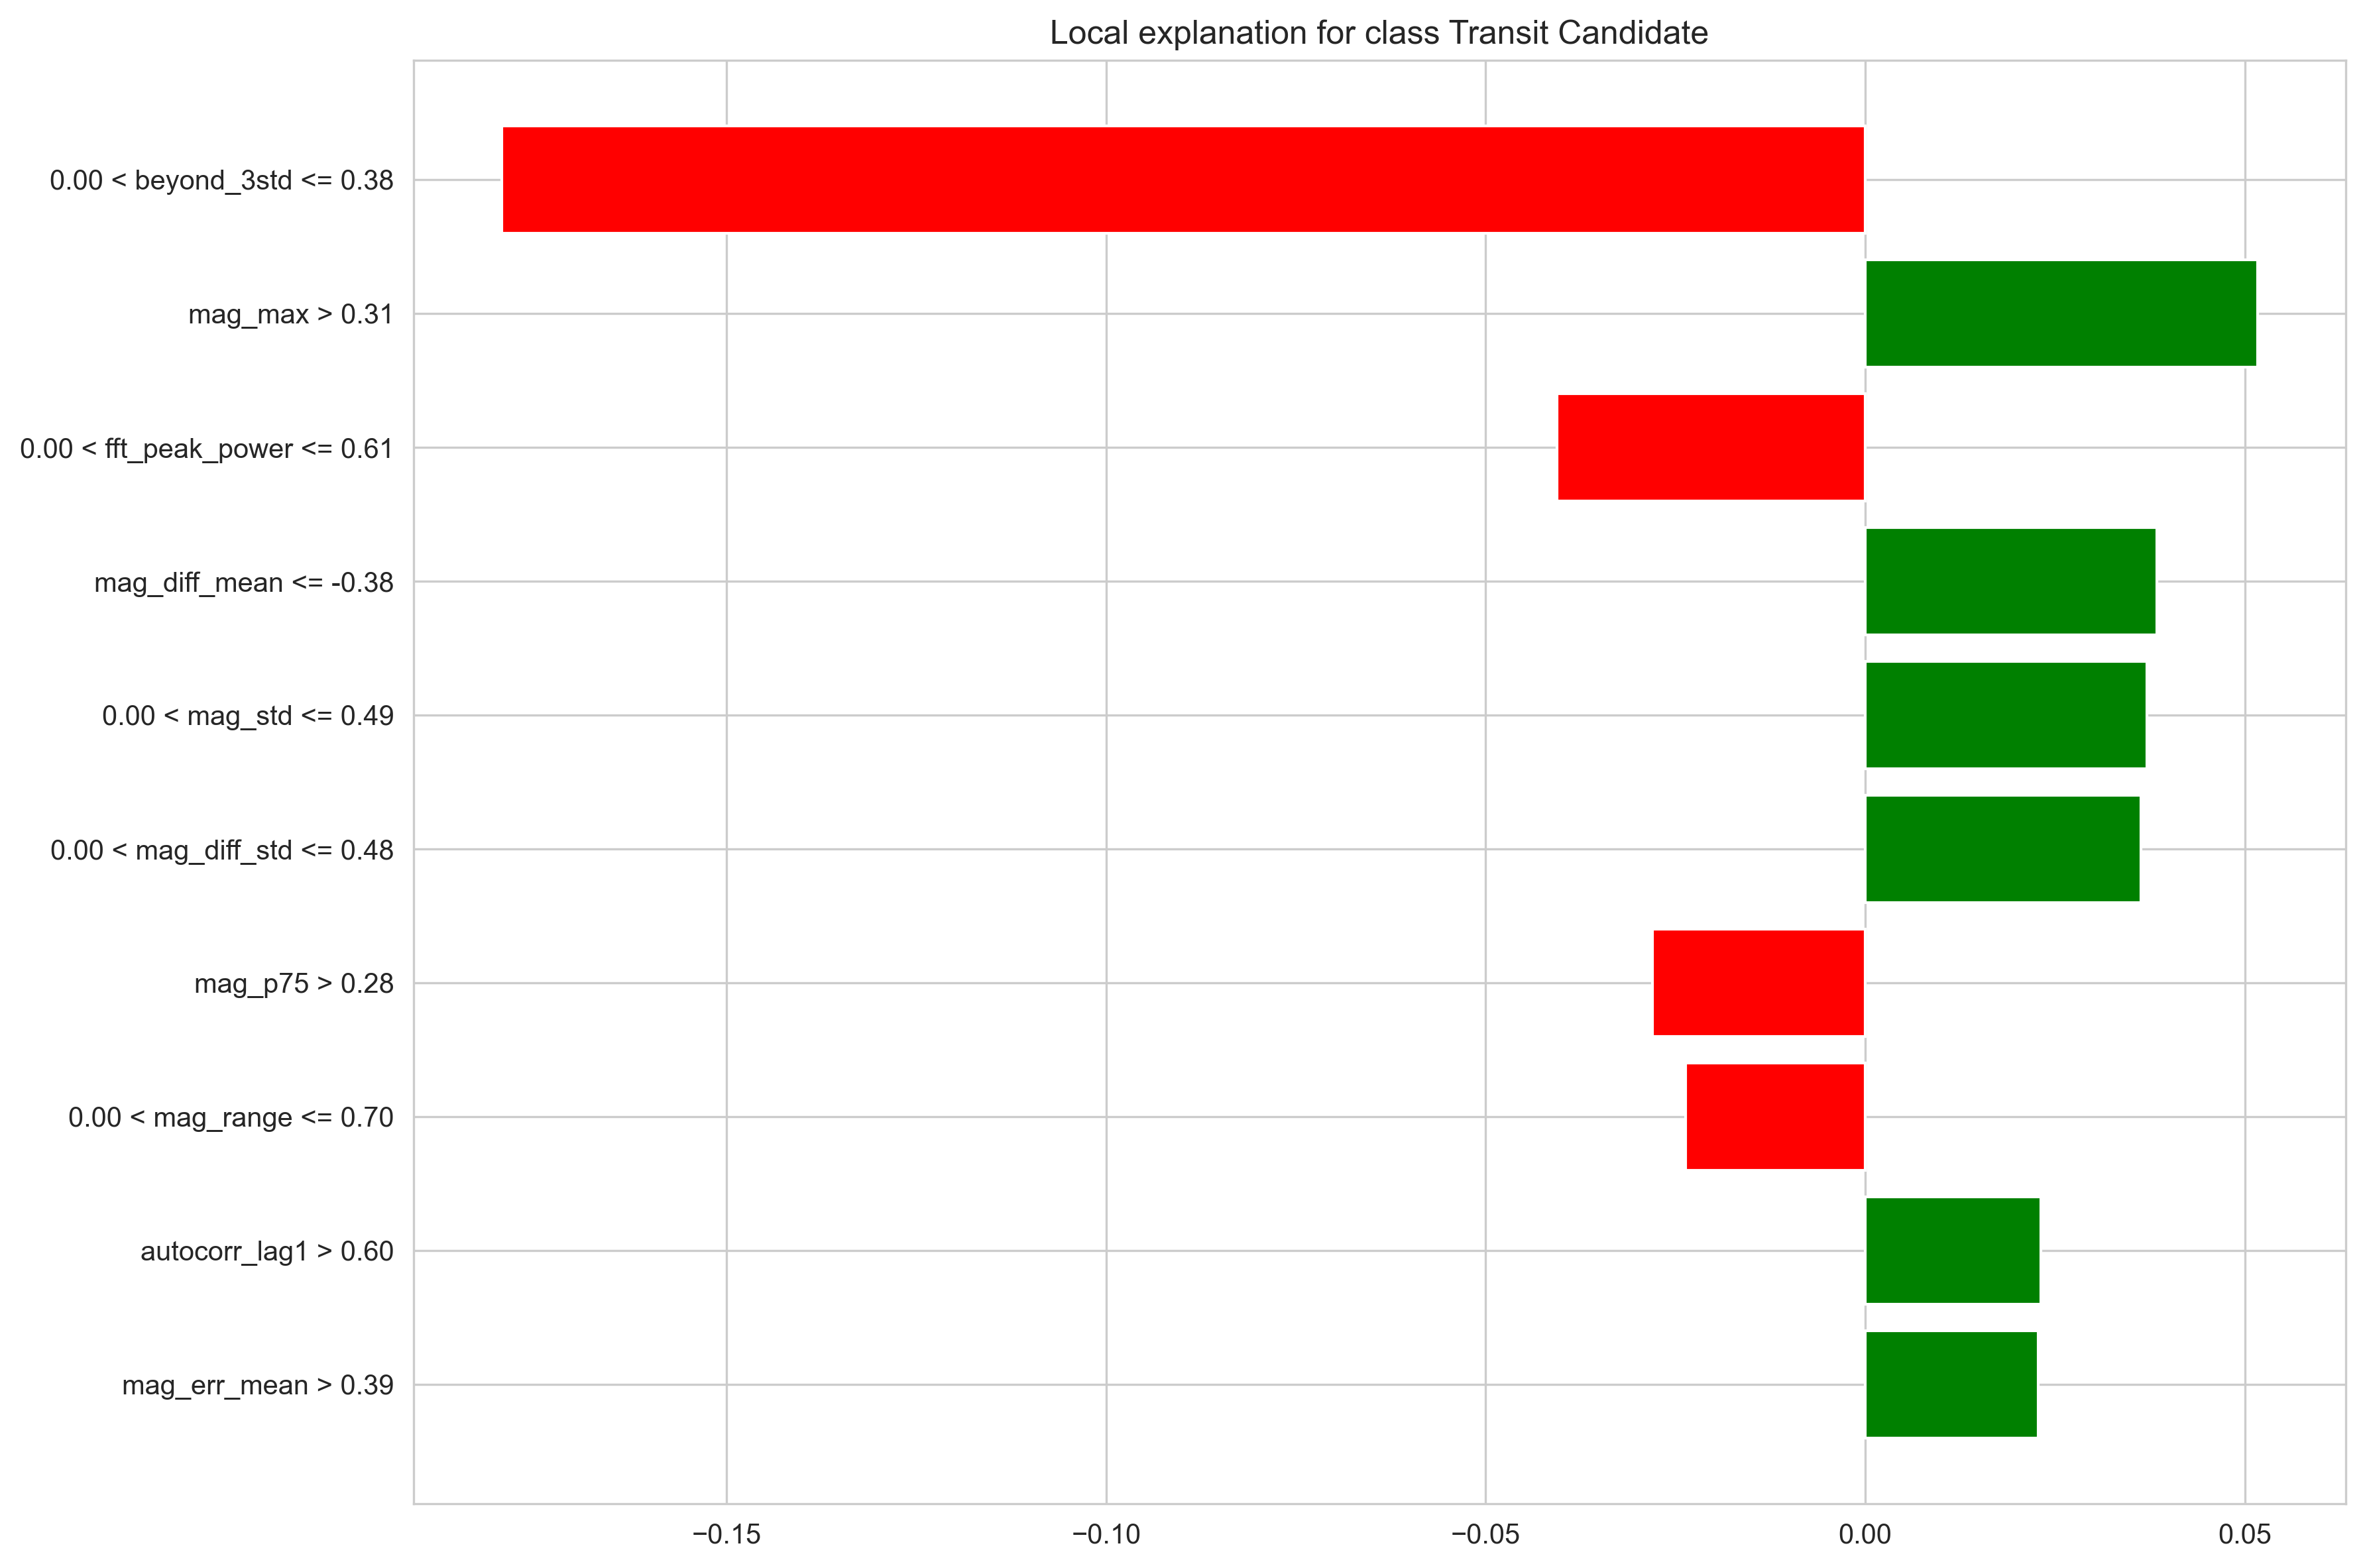 Local explanation for class Transit Candidate
0.00 < beyond_3std <= 0.38
mag_max > 0.31
0.00 < fft_peak_power <= 0.61
mag_diff_mean <= -0.38
0.00 < mag_std <= 0.49
0.00 < mag_diff_std <= 0.48
mag_p75 > 0.28
0.00 < mag_range <= 0.70
autocorr_lag1 > 0.60
mag_err_mean > 0.39
−0.15 −0.10 −0.05 0.00 0.05